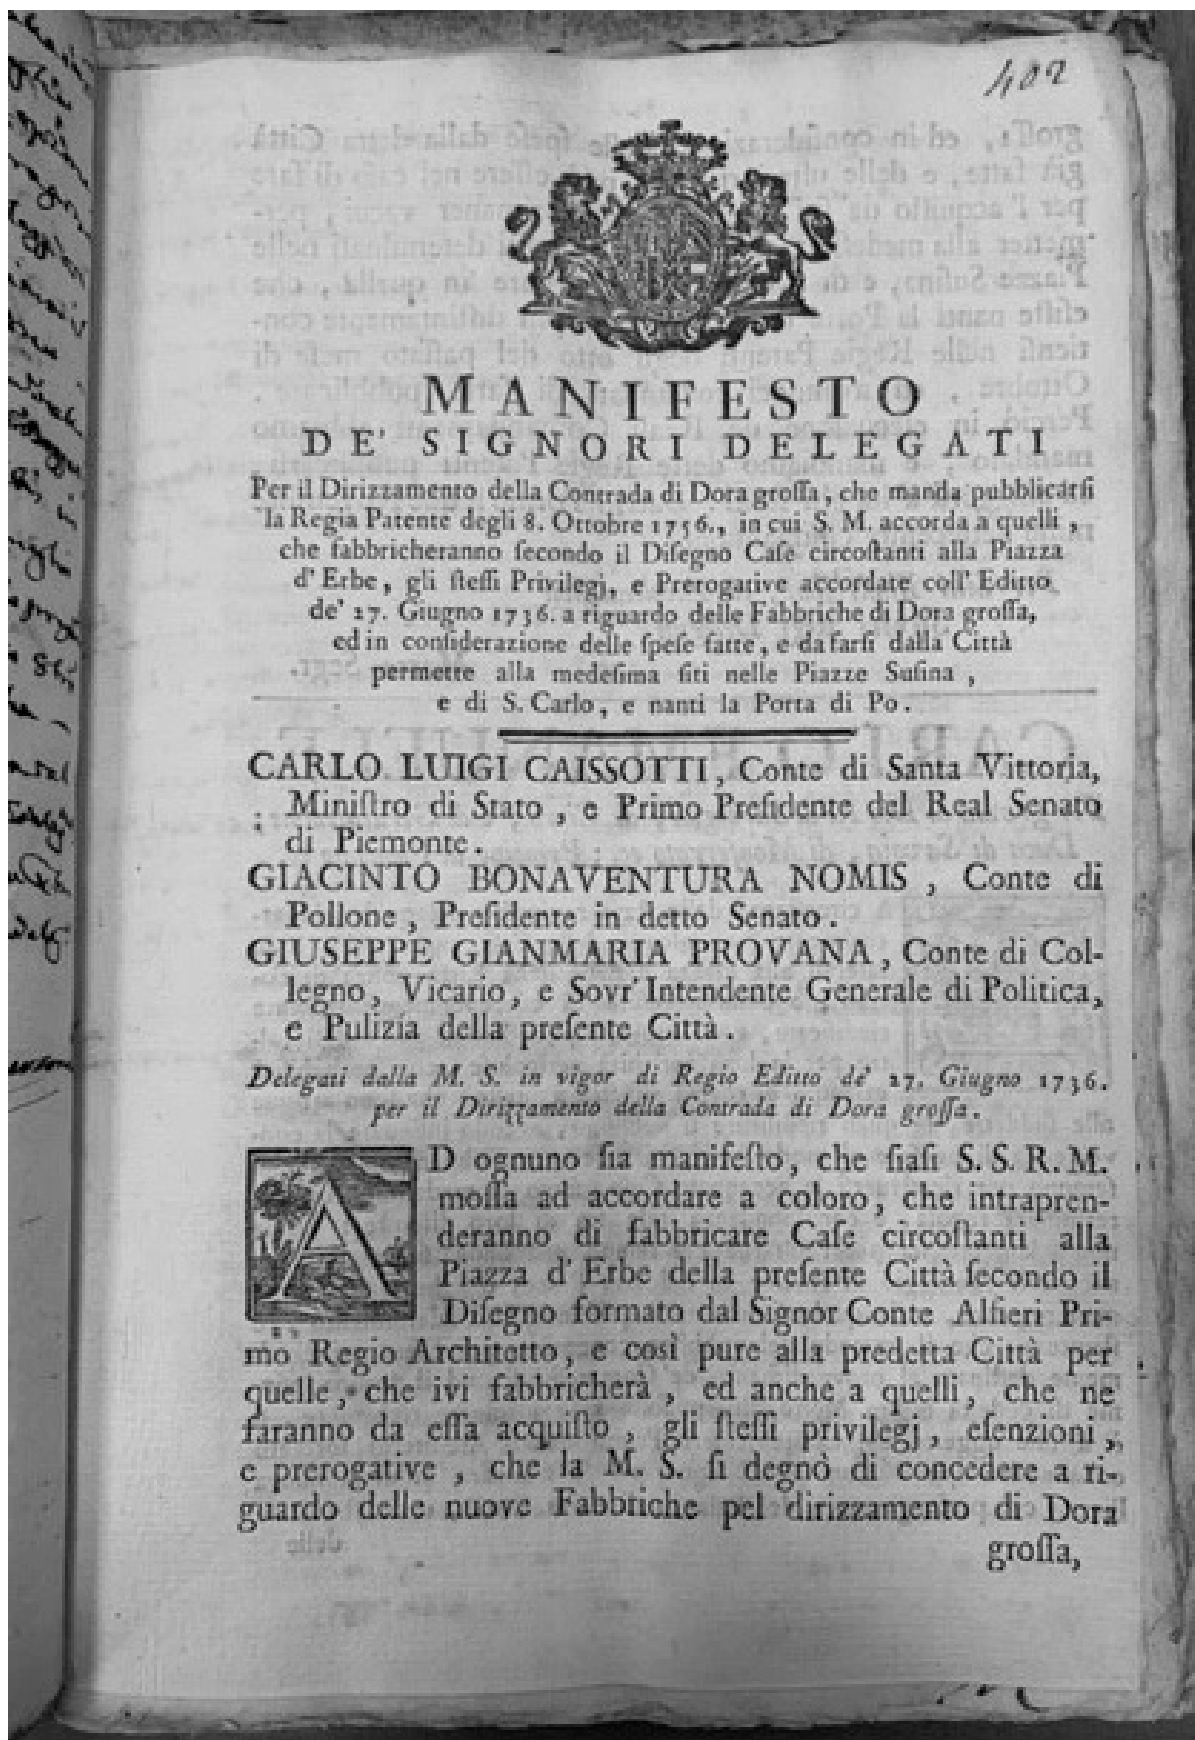 402
MANIFESTO
DE' SIGNORI DELEGATI
Per il Dirizzamento della Contrada di Dora grossa, che manda pubblicarsi
la Regia Patente degli 8. Ottobre 1756., in cui S. M. accorda a quelli,
che fabbricheranno secondo il Disegno Case circostanti alla Piazza
d' Erbe, gli stessi Privilegj, e Prerogative accordate coll' Editto
de' 27. Giugno 1736. a riguardo delle Fabbriche di Dora grossa,
ed in considerazione delle spese fatte, e da farsi dalla Città
permette alla medesima siti nelle Piazze Susina,
e di S. Carlo, e nanti la Porta di Po.
CARLO LUIGI CAISSOTTI, Conte di Santa Vittoria,
Ministro di Stato, e Primo Presidente del Real Senato
di Piemonte.
GIACINTO BONAVENTURA NOMIS, Conte di
Pollone, Presidente in detto Senato.
GIUSEPPE GIANMARIA PROVANA, Conte di Col-
legno, Vicario, e Sovr' Intendente Generale di Politica,
e Pulizia della presente Città.
Delegati dalla M. S. in vigor di Regio Editto de' 27. Giugno 1736.
per il Dirizzamento della Contrada di Dora grossa.
AD ognuno sia manifesto, che siasi S. S. R. M.
mossa ad accordare a coloro, che intrapren-
deranno di fabbricare Case circostanti alla
Piazza d' Erbe della presente Città secondo il
Disegno formato dal Signor Conte Alfieri Pri-
mo Regio Architetto, e così pure alla predetta Città per
quelle, che ivi fabbricherà, ed anche a quelli, che ne
faranno da essa acquisto, gli stessi privilegj, esenzioni,
e prerogative, che la M. S. si degnò di concedere a ri-
guardo delle nuove Fabbriche pel dirizzamento di Dora
grossa,